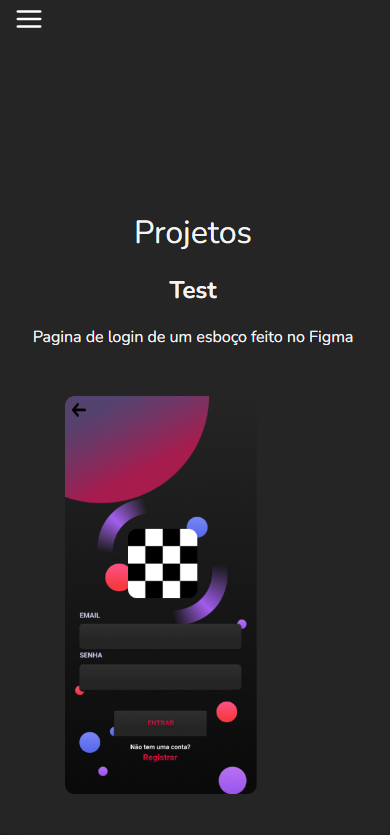 Projetos
Test
Pagina de login de um esboço feito no Figma
EMAIL
SENHA
ENTRAR
Não tem uma conta?
Registrar